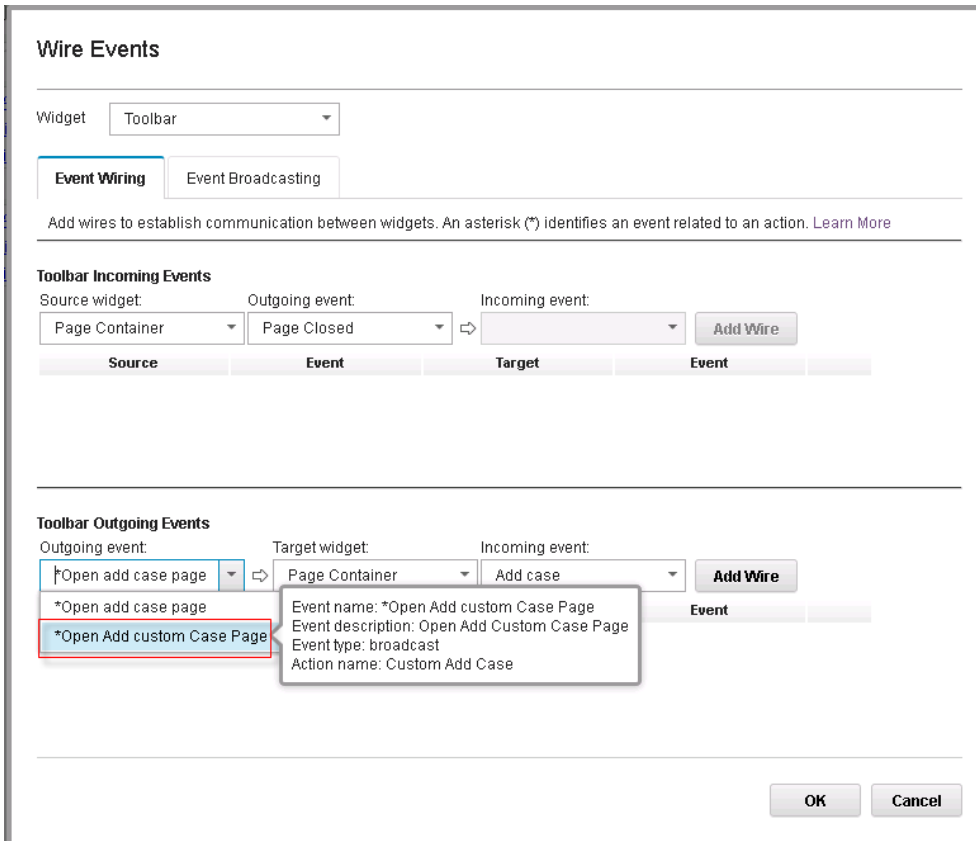 Wire Events
Widget Toolbar
Event Wiring Event Broadcasting
Add wires to establish communication between widgets. An asterisk (*) identifies an event related to an action. Learn More
Toolbar Incoming Events
Source widget: Outgoing event: Incoming event:
Page Container Page Closed Add Wire
Source Event Target Event
Toolbar Outgoing Events
Outgoing event: Target widget: Incoming event:
*Open add case page Page Container Add case Add Wire
*Open add case page
*Open Add custom Case Page
Event name: *Open Add custom Case Page
Event description: Open Add Custom Case Page
Event type: broadcast
Action name: Custom Add Case
Event
OK Cancel